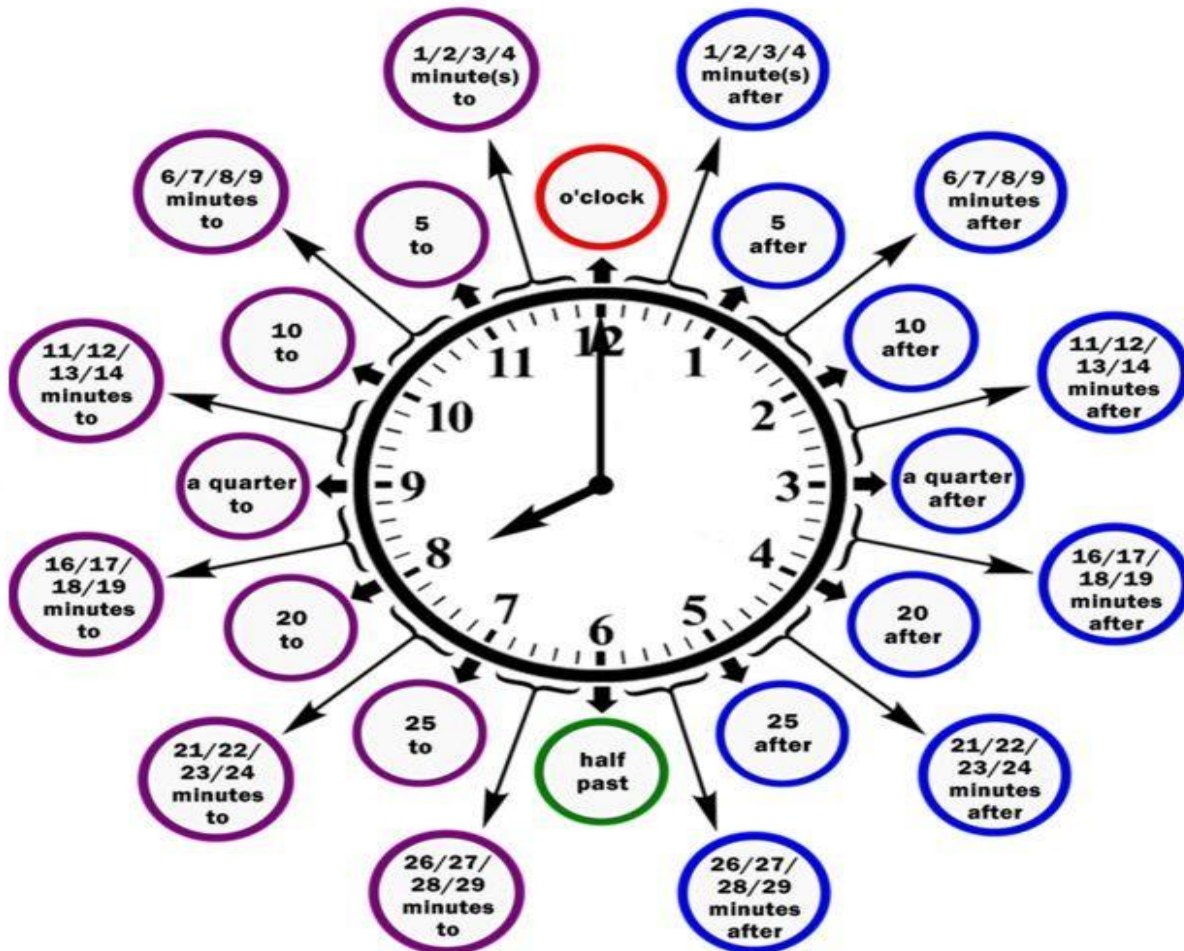 1/2/3/4
minute(s)
to
1/2/3/4
minute(s)
after
6/7/8/9
minutes
to
5
to
o'clock
5
after
6/7/8/9
minutes
after
10
to
10
after
11/12/
13/14
minutes
to
11/12/
13/14
minutes
after
a quarter
to
a quarter
after
16/17/
18/19
minutes
to
16/17/
18/19
minutes
after
20
to
20
after
25
to
25
after
21/22/
23/24
minutes
to
half
past
21/22/
23/24
minutes
after
26/27/
28/29
minutes
to
26/27/
28/29
minutes
after
12
1
2
3
4
5
6
7
8
9
10
11